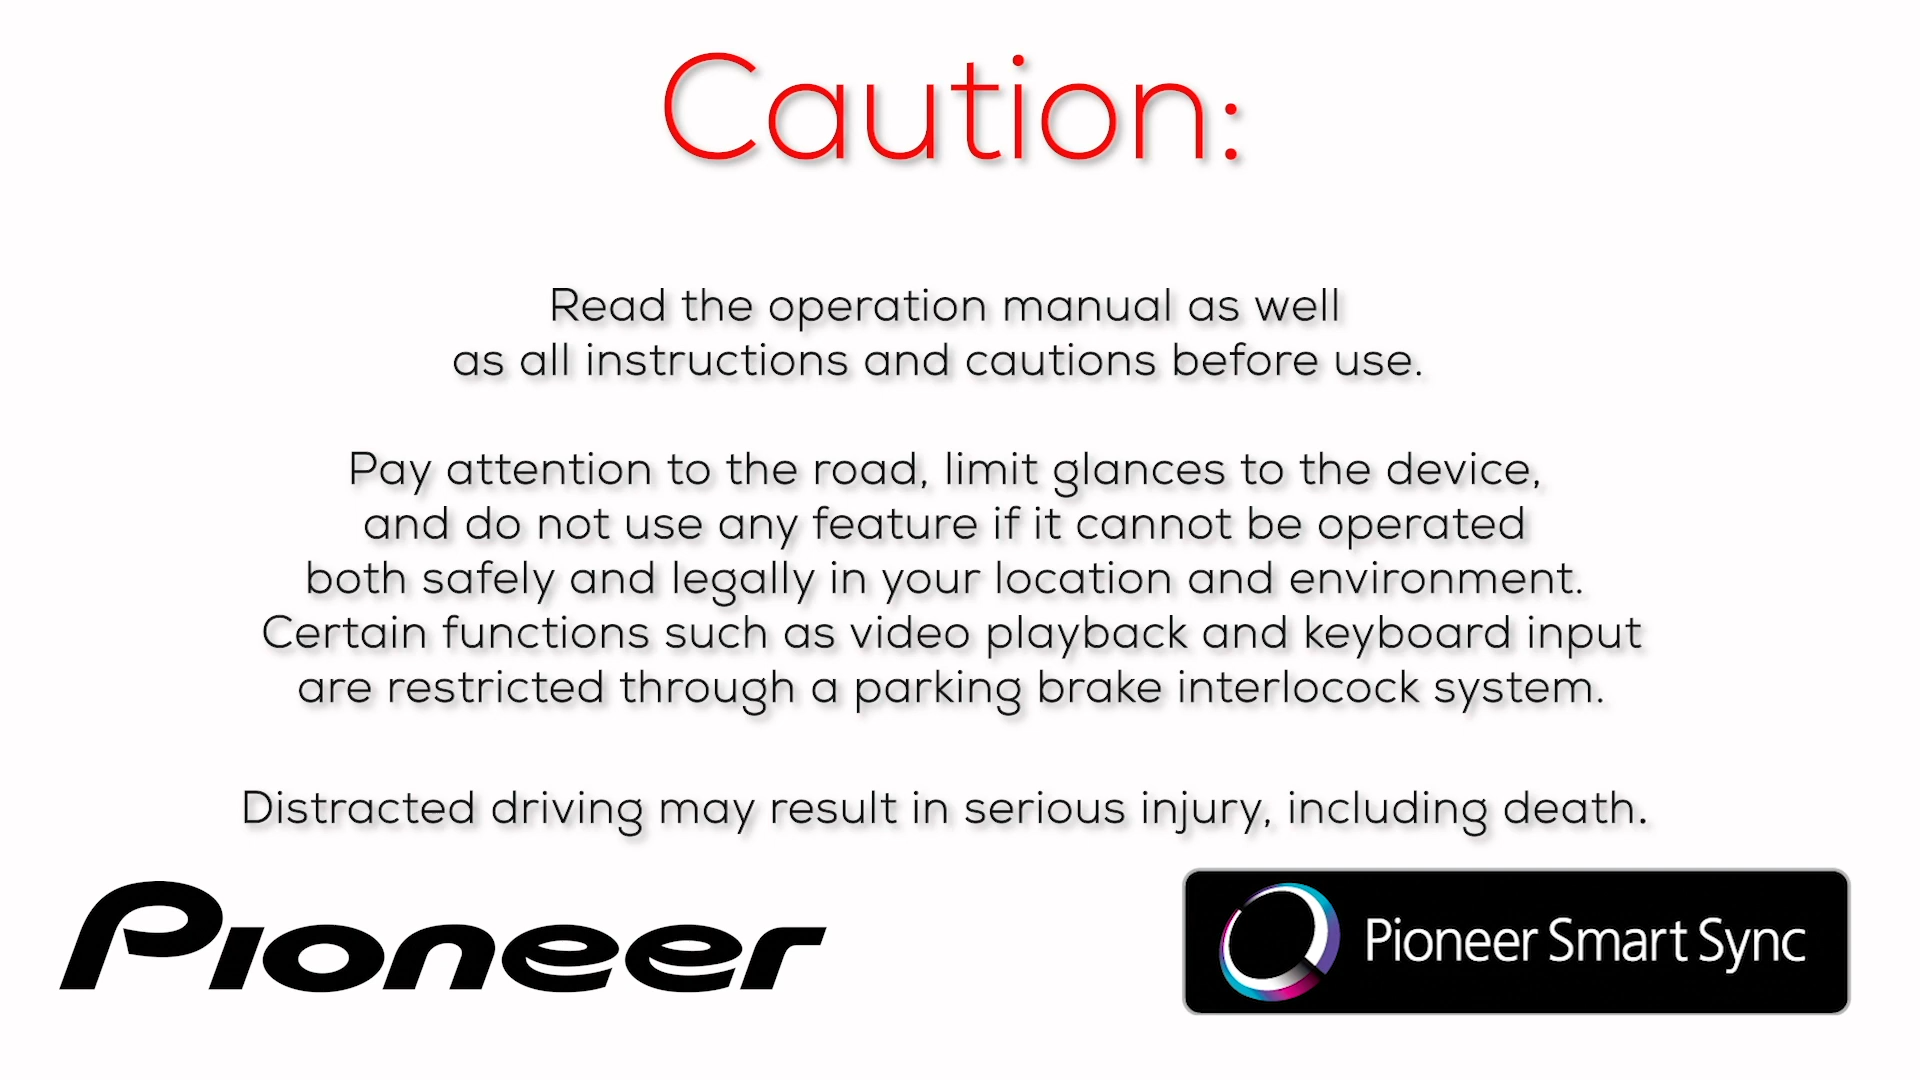 Caution:
Read the operation manual as well
as all instructions and cautions before use.
Pay attention to the road, limit glances to the device,
and do not use any feature if it cannot be operated
both safely and legally in your location and environment.
Certain functions such as video playback and keyboard input
are restricted through a parking brake interlocock system.
Distracted driving may result in serious injury, including death.
Pioneer
Pioneer Smart Sync